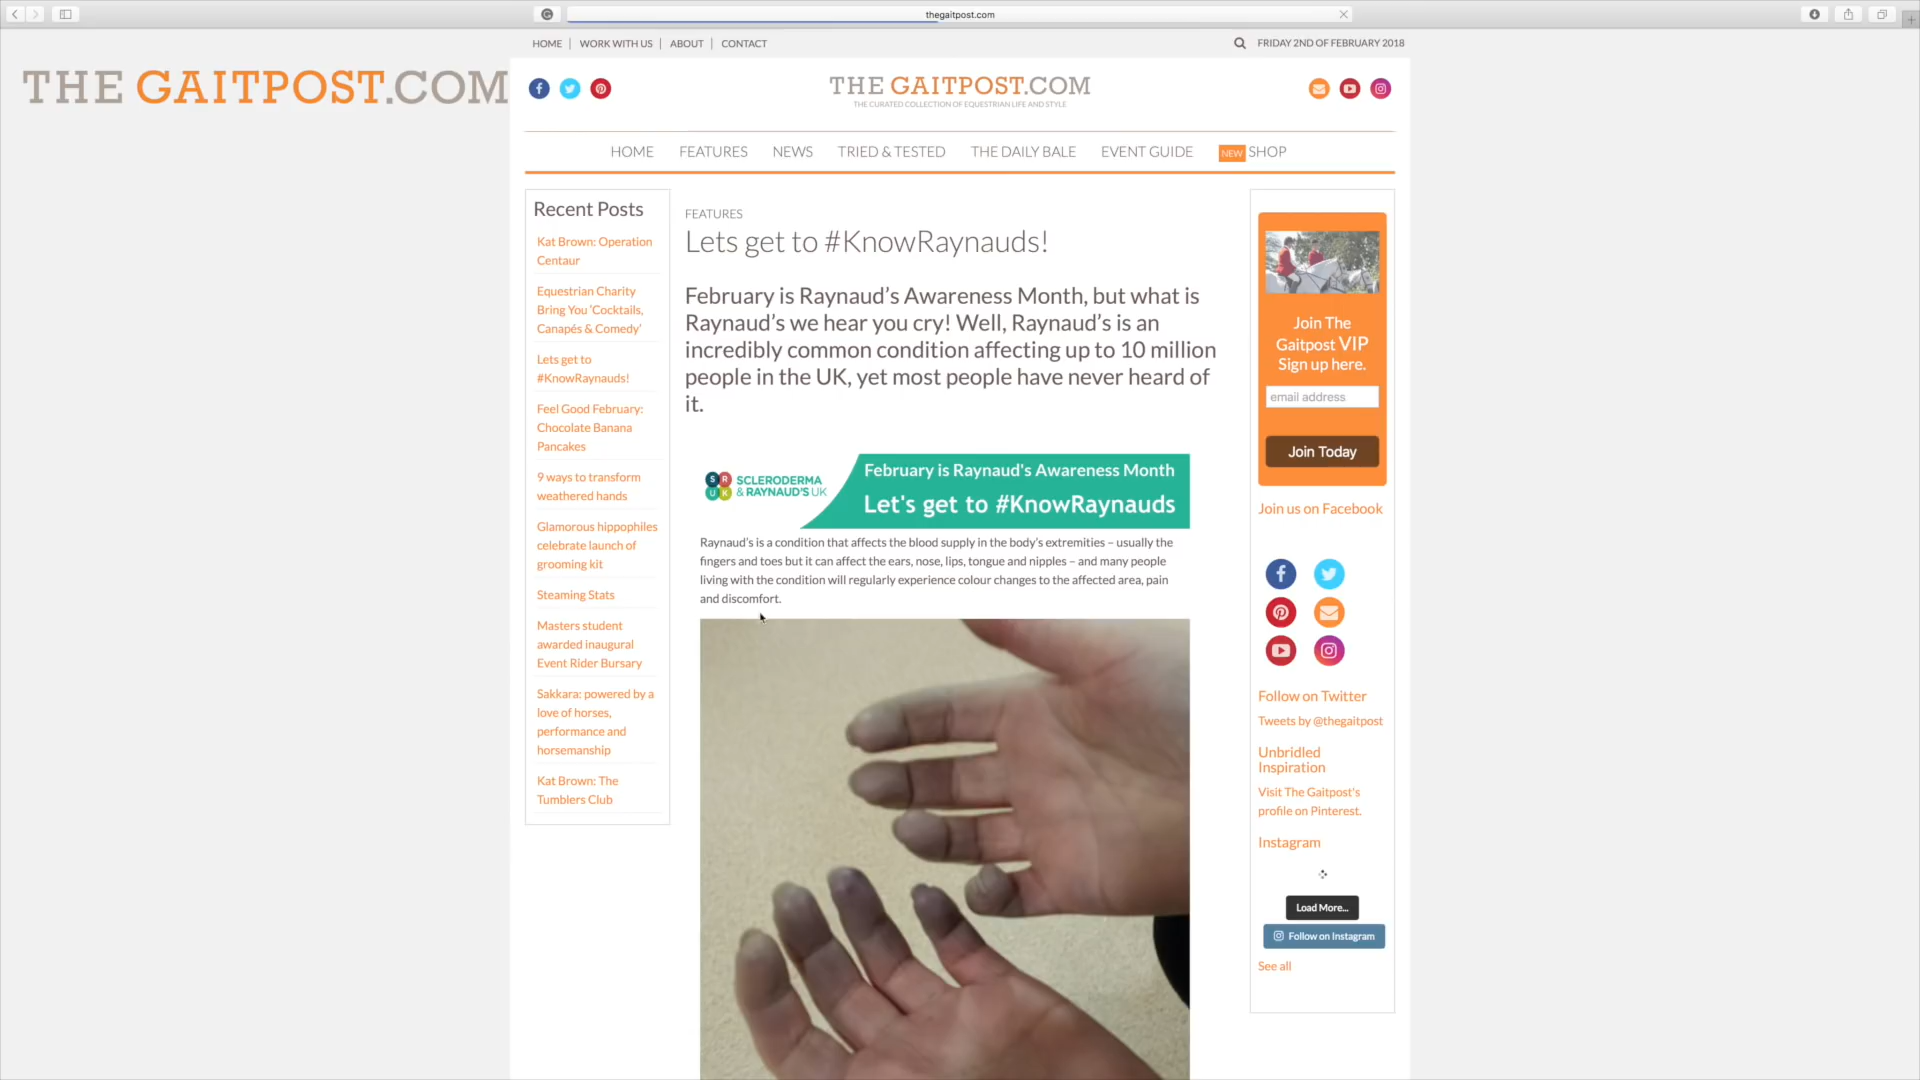 thegaitpost.com
HOME | WORK WITH US | ABOUT | CONTACT
FRIDAY 2ND OF FEBRUARY 2018
THE GAITPOST.COM
THE GAITPOST.COM
THE CURATED COLLECTION OF EQUESTRIAN LIFE AND STYLE
HOME FEATURES NEWS TRIED & TESTED THE DAILY BALE EVENT GUIDE NEW SHOP
Recent Posts
Kat Brown: Operation
Centaur
Equestrian Charity
Bring You ‘Cocktails,
Canapés & Comedy’
Lets get to
#KnowRaynauds!
Feel Good February:
Chocolate Banana
Pancakes
9 ways to transform
weathered hands
Glamorous hippophiles
celebrate launch of
grooming kit
Steaming Stats
Masters student
awarded inaugural
Event Rider Bursary
Sakkara: powered by a
love of horses,
performance and
horsemanship
Kat Brown: The
Tumblers Club
FEATURES
Lets get to #KnowRaynauds!
February is Raynaud’s Awareness Month, but what is
Raynaud’s we hear you cry! Well, Raynaud’s is an
incredibly common condition affecting up to 10 million
people in the UK, yet most people have never heard of
it.
SR
UK
SCLERODERMA
& RAYNAUD'S UK
February is Raynaud's Awareness Month
Let's get to #KnowRaynauds
Raynaud’s is a condition that affects the blood supply in the body’s extremities – usually the
fingers and toes but it can affect the ears, nose, lips, tongue and nipples – and many people
living with the condition will regularly experience colour changes to the affected area, pain
and discomfort.
Join The
Gaitpost VIP
Sign up here.
email address
Join Today
Join us on Facebook
Follow on Twitter
Tweets by @thegaitpost
Unbridled
Inspiration
Visit The Gaitpost's
profile on Pinterest.
Instagram
Load More...
Follow on Instagram
See all